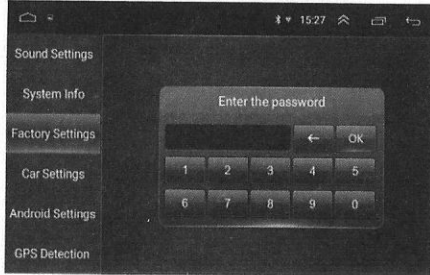 15:27
Sound Settings
System Info
Factory Settings
Car Settings
Android Settings
GPS Detection
Enter the password
← OK
1 2 3 4 5
6 7 8 9 0